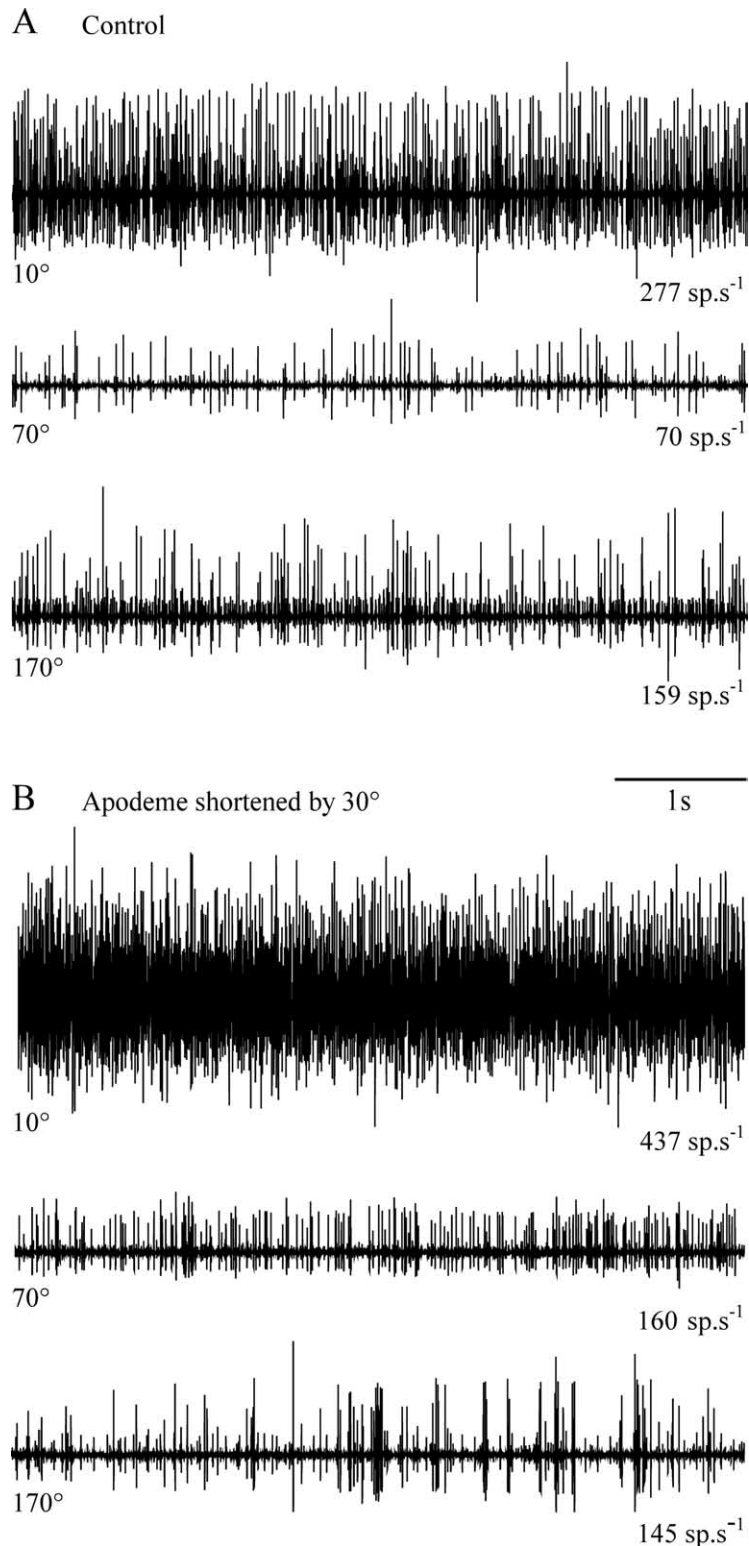 A Control
10°
277 sp.s⁻¹
70°
70 sp.s⁻¹
170°
159 sp.s⁻¹
B Apodeme shortened by 30°
1s
10°
437 sp.s⁻¹
70°
160 sp.s⁻¹
170°
145 sp.s⁻¹